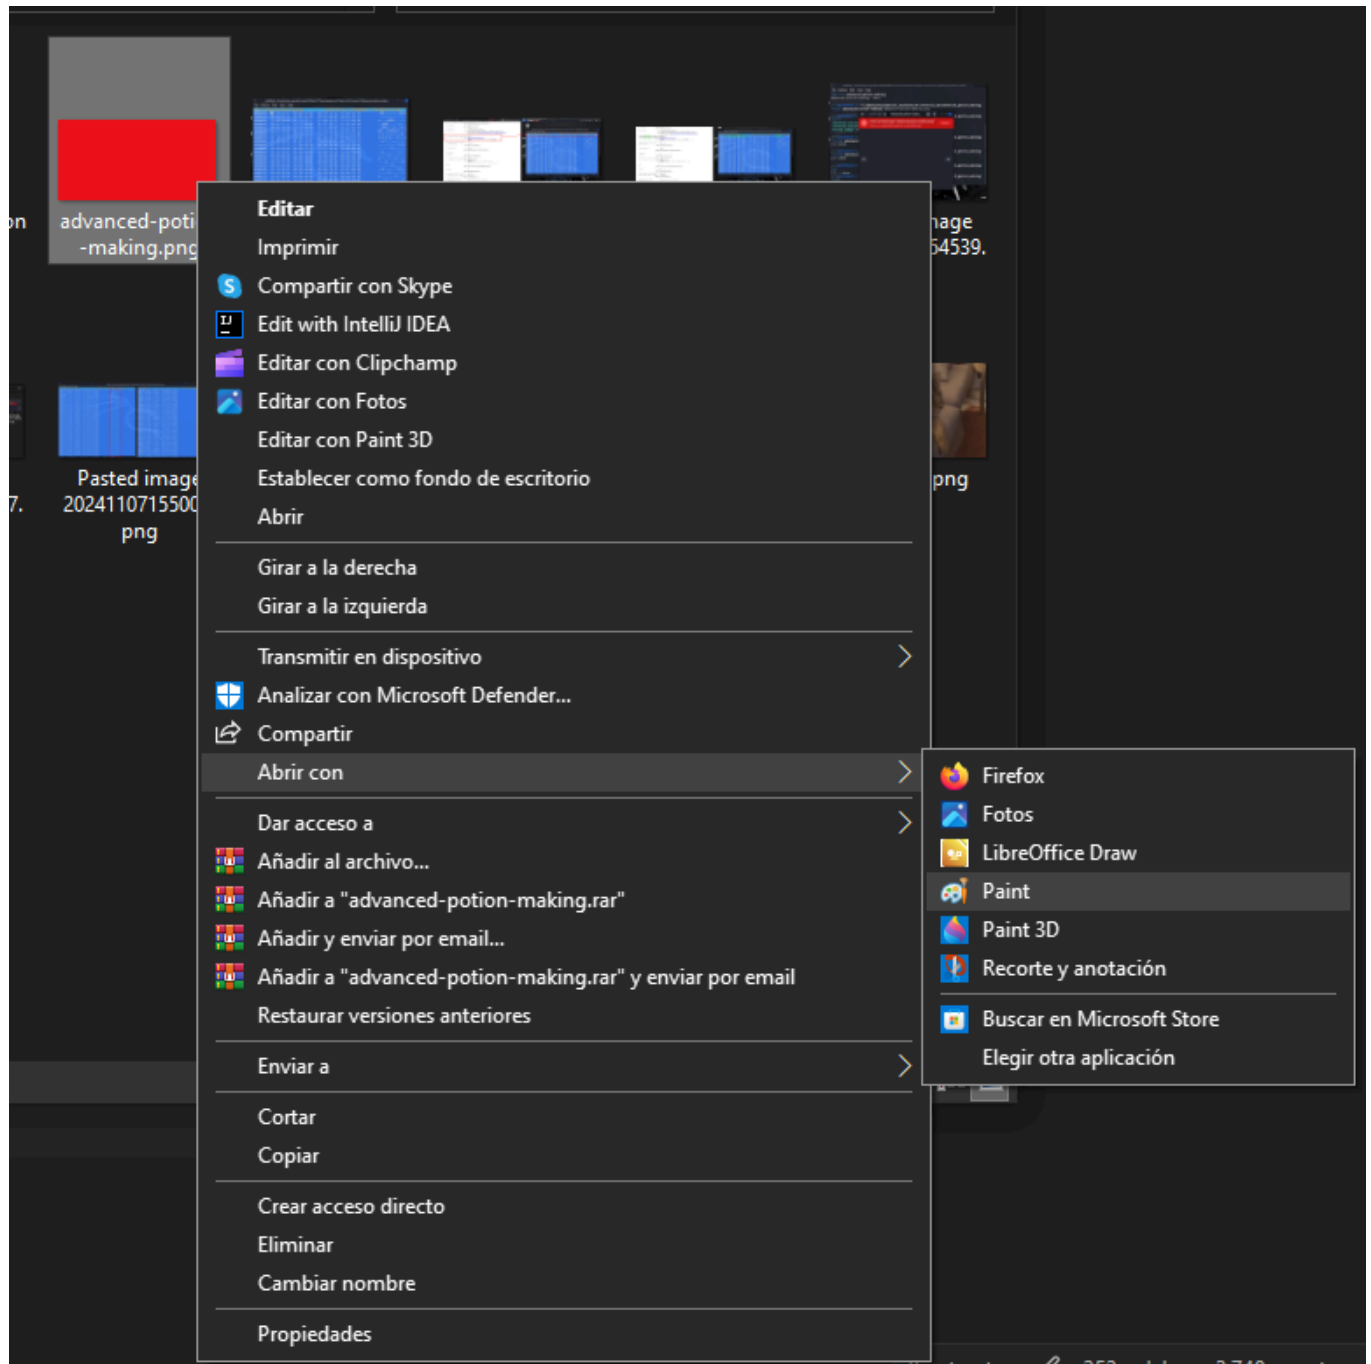 on
advanced-poti
-making.png
nage
54539.
7.
Pasted image
2024110715500
png
png
Editar
Imprimir
Compartir con Skype
Edit with IntelliJ IDEA
Editar con Clipchamp
Editar con Fotos
Editar con Paint 3D
Establecer como fondo de escritorio
Abrir
Girar a la derecha
Girar a la izquierda
Transmitir en dispositivo
Analizar con Microsoft Defender...
Compartir
Abrir con
Dar acceso a
Añadir al archivo...
Añadir a "advanced-potion-making.rar"
Añadir y enviar por email...
Añadir a "advanced-potion-making.rar" y enviar por email
Restaurar versiones anteriores
Enviar a
Cortar
Copiar
Crear acceso directo
Eliminar
Cambiar nombre
Propiedades
Firefox
Fotos
LibreOffice Draw
Paint
Paint 3D
Recorte y anotación
Buscar en Microsoft Store
Elegir otra aplicación